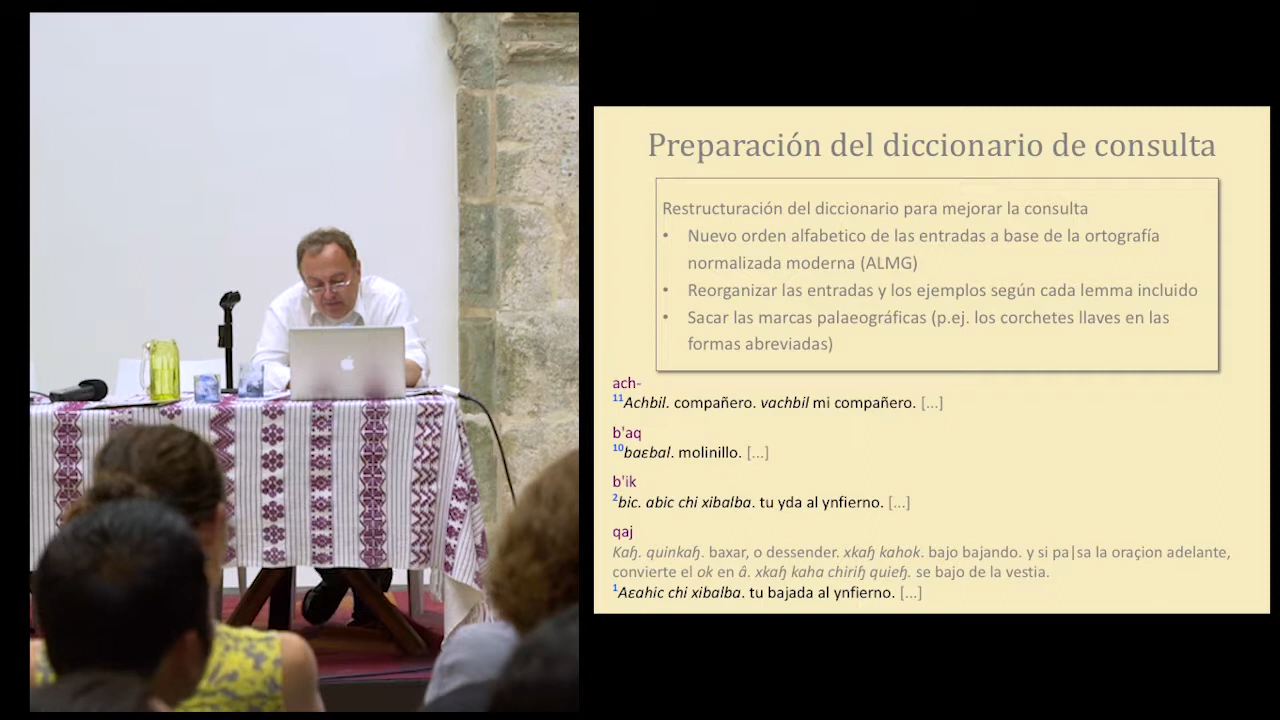 Preparación del diccionario de consulta
Restructuración del diccionario para mejorar la consulta
• Nuevo orden alfabetico de las entradas a base de la ortografía
normalizada moderna (ALMG)
• Reorganizar las entradas y los ejemplos según cada lemma incluido
• Sacar las marcas palaeográficas (p.ej. los corchetes llaves en las
formas abreviadas)
ach-
¹¹Achbil. compañero. vachbil mi compañero. [...]
b'aq
¹⁰baɛbal. molinillo. [...]
b'ik
²bic. abic chi xibalba. tu yda al ynfierno. [...]
qaj
Kaɧ. quinkaɧ. baxar, o dessender. xkaɧ kahok. bajo bajando. y si pa|sa la oraçion adelante,
convierte el ok en â. xkaɧ kaha chiriɧ quieɧ. se bajo de la vestia.
¹Aɛahic chi xibalba. tu bajada al ynfierno. [...]